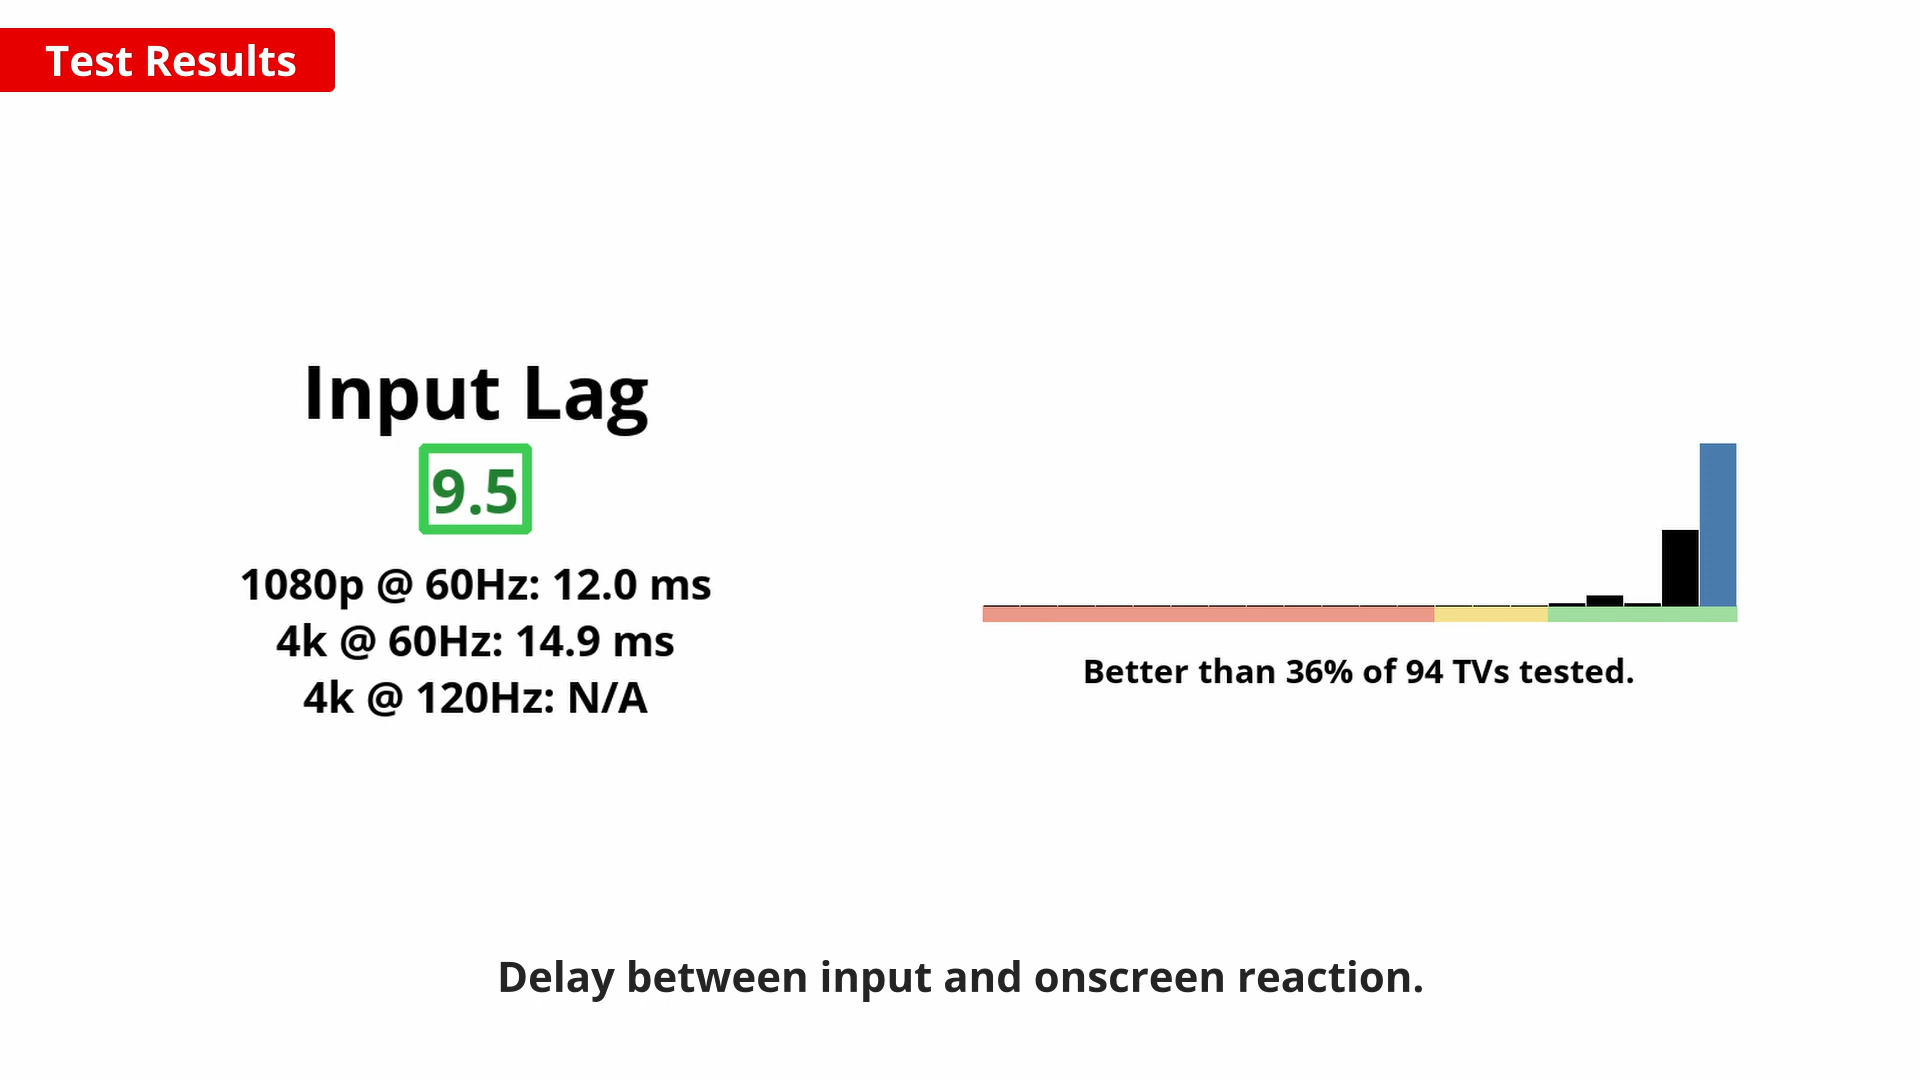 Test Results
Input Lag
9.5
1080p @ 60Hz: 12.0 ms
4k @ 60Hz: 14.9 ms
4k @ 120Hz: N/A
Better than 36% of 94 TVs tested.
Delay between input and onscreen reaction.